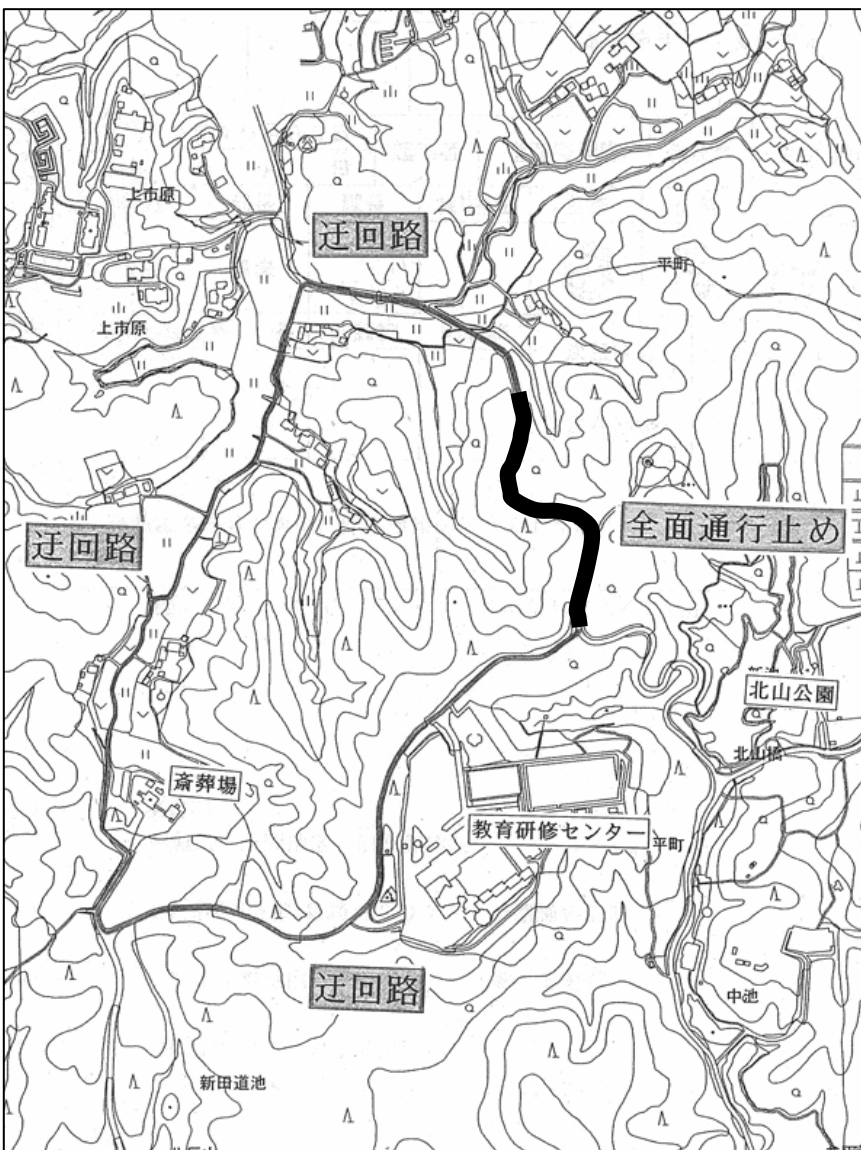 上市原
迂回路
平町
上市原
迂回路
全面通行止め
北山公園
北山橋
斎葬場
教育研修センター
平町
迂回路
中池
新田道池